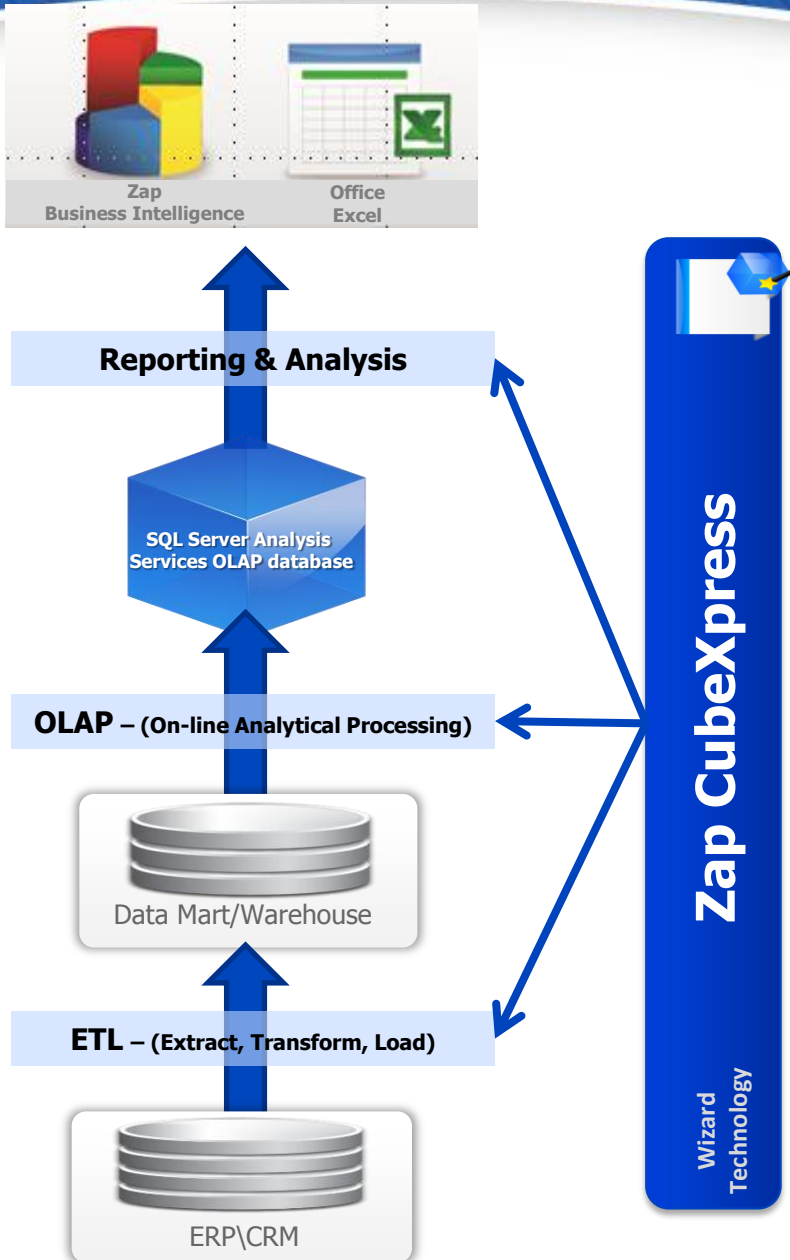 Zap
Business Intelligence
Office
Excel
Reporting & Analysis
SQL Server Analysis
Services OLAP database
OLAP – (On-line Analytical Processing)
Data Mart/Warehouse
ETL – (Extract, Transform, Load)
ERP\CRM
Zap CubeXpress
Wizard
Technology